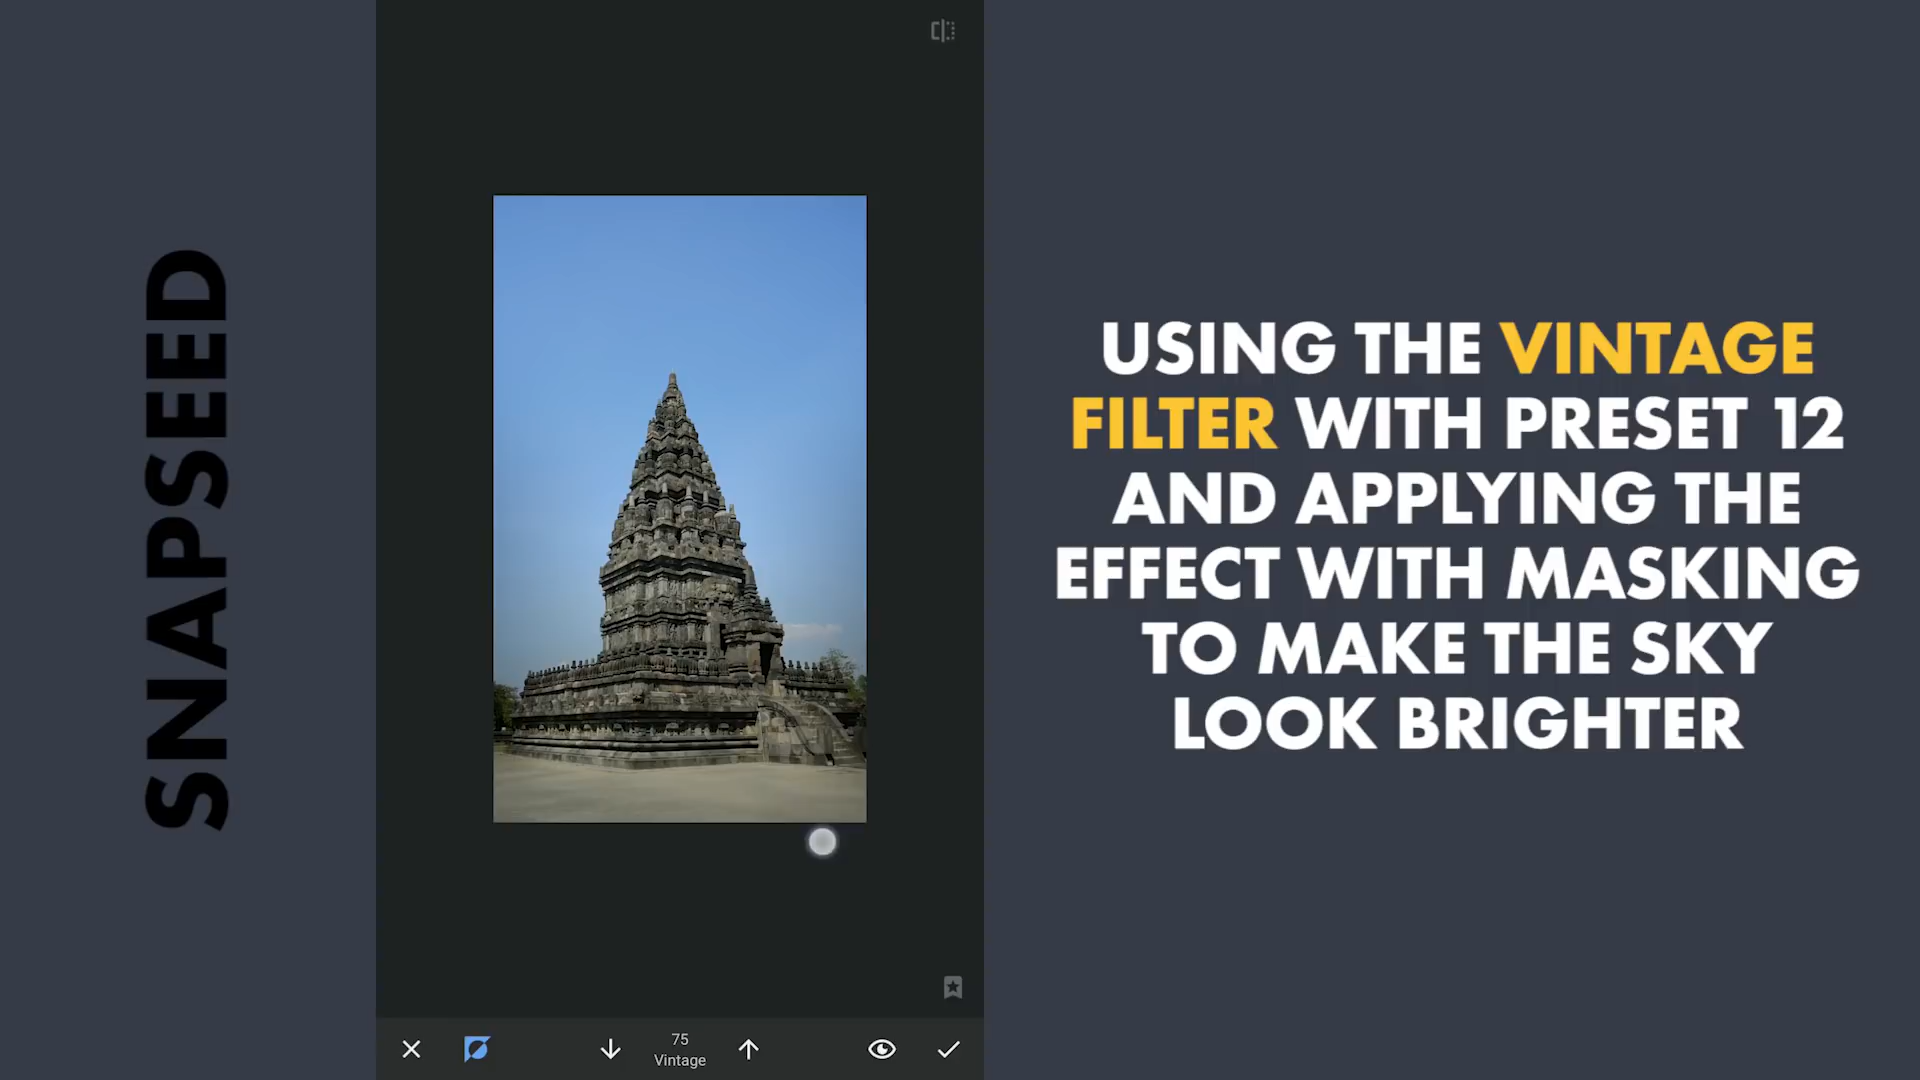 SNAPSEED
75
Vintage
USING THE VINTAGE
FILTER WITH PRESET 12
AND APPLYING THE
EFFECT WITH MASKING
TO MAKE THE SKY
LOOK BRIGHTER